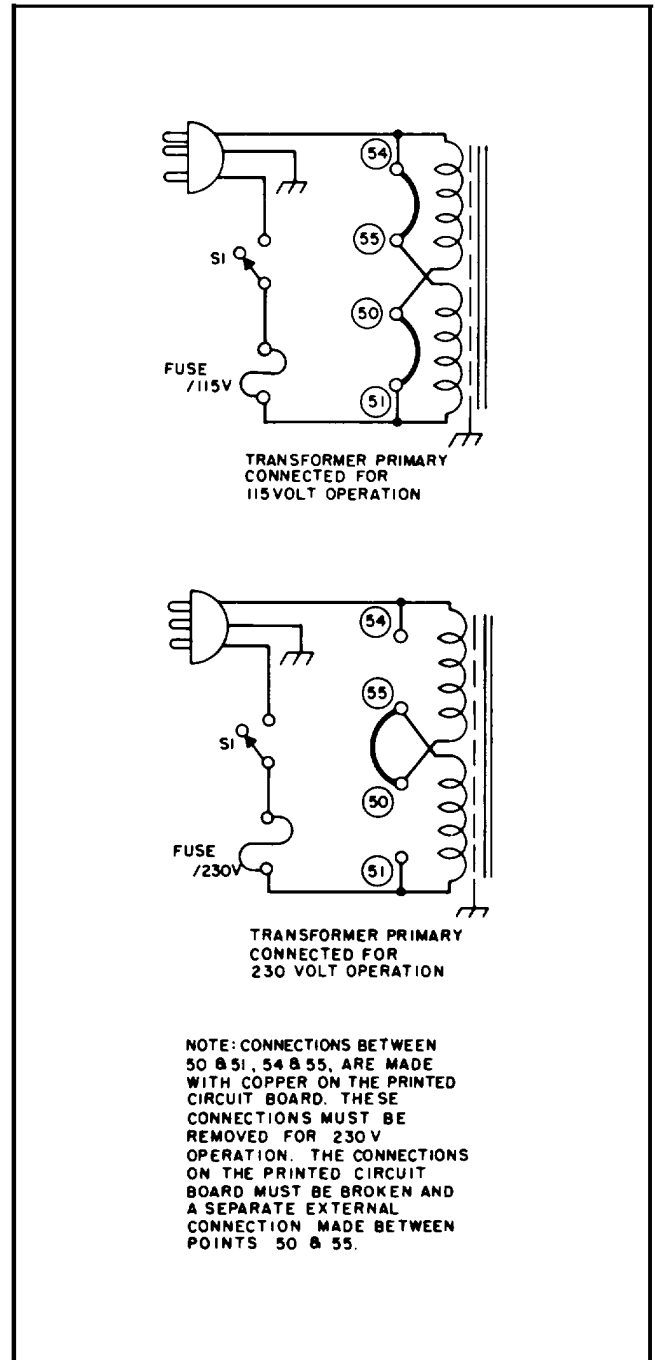 54
55
S1
50
FUSE
/115V
51
TRANSFORMER PRIMARY
CONNECTED FOR
115VOLT OPERATION
54
55
S1
50
FUSE
/230V
51
TRANSFORMER PRIMARY
CONNECTED FOR
230 VOLT OPERATION
NOTE: CONNECTIONS BETWEEN
50 & 51, 54 & 55, ARE MADE
WITH COPPER ON THE PRINTED
CIRCUIT BOARD. THESE
CONNECTIONS MUST BE
REMOVED FOR 230V
OPERATION. THE CONNECTIONS
ON THE PRINTED CIRCUIT
BOARD MUST BE BROKEN AND
A SEPARATE EXTERNAL
CONNECTION MADE BETWEEN
POINTS 50 & 55.